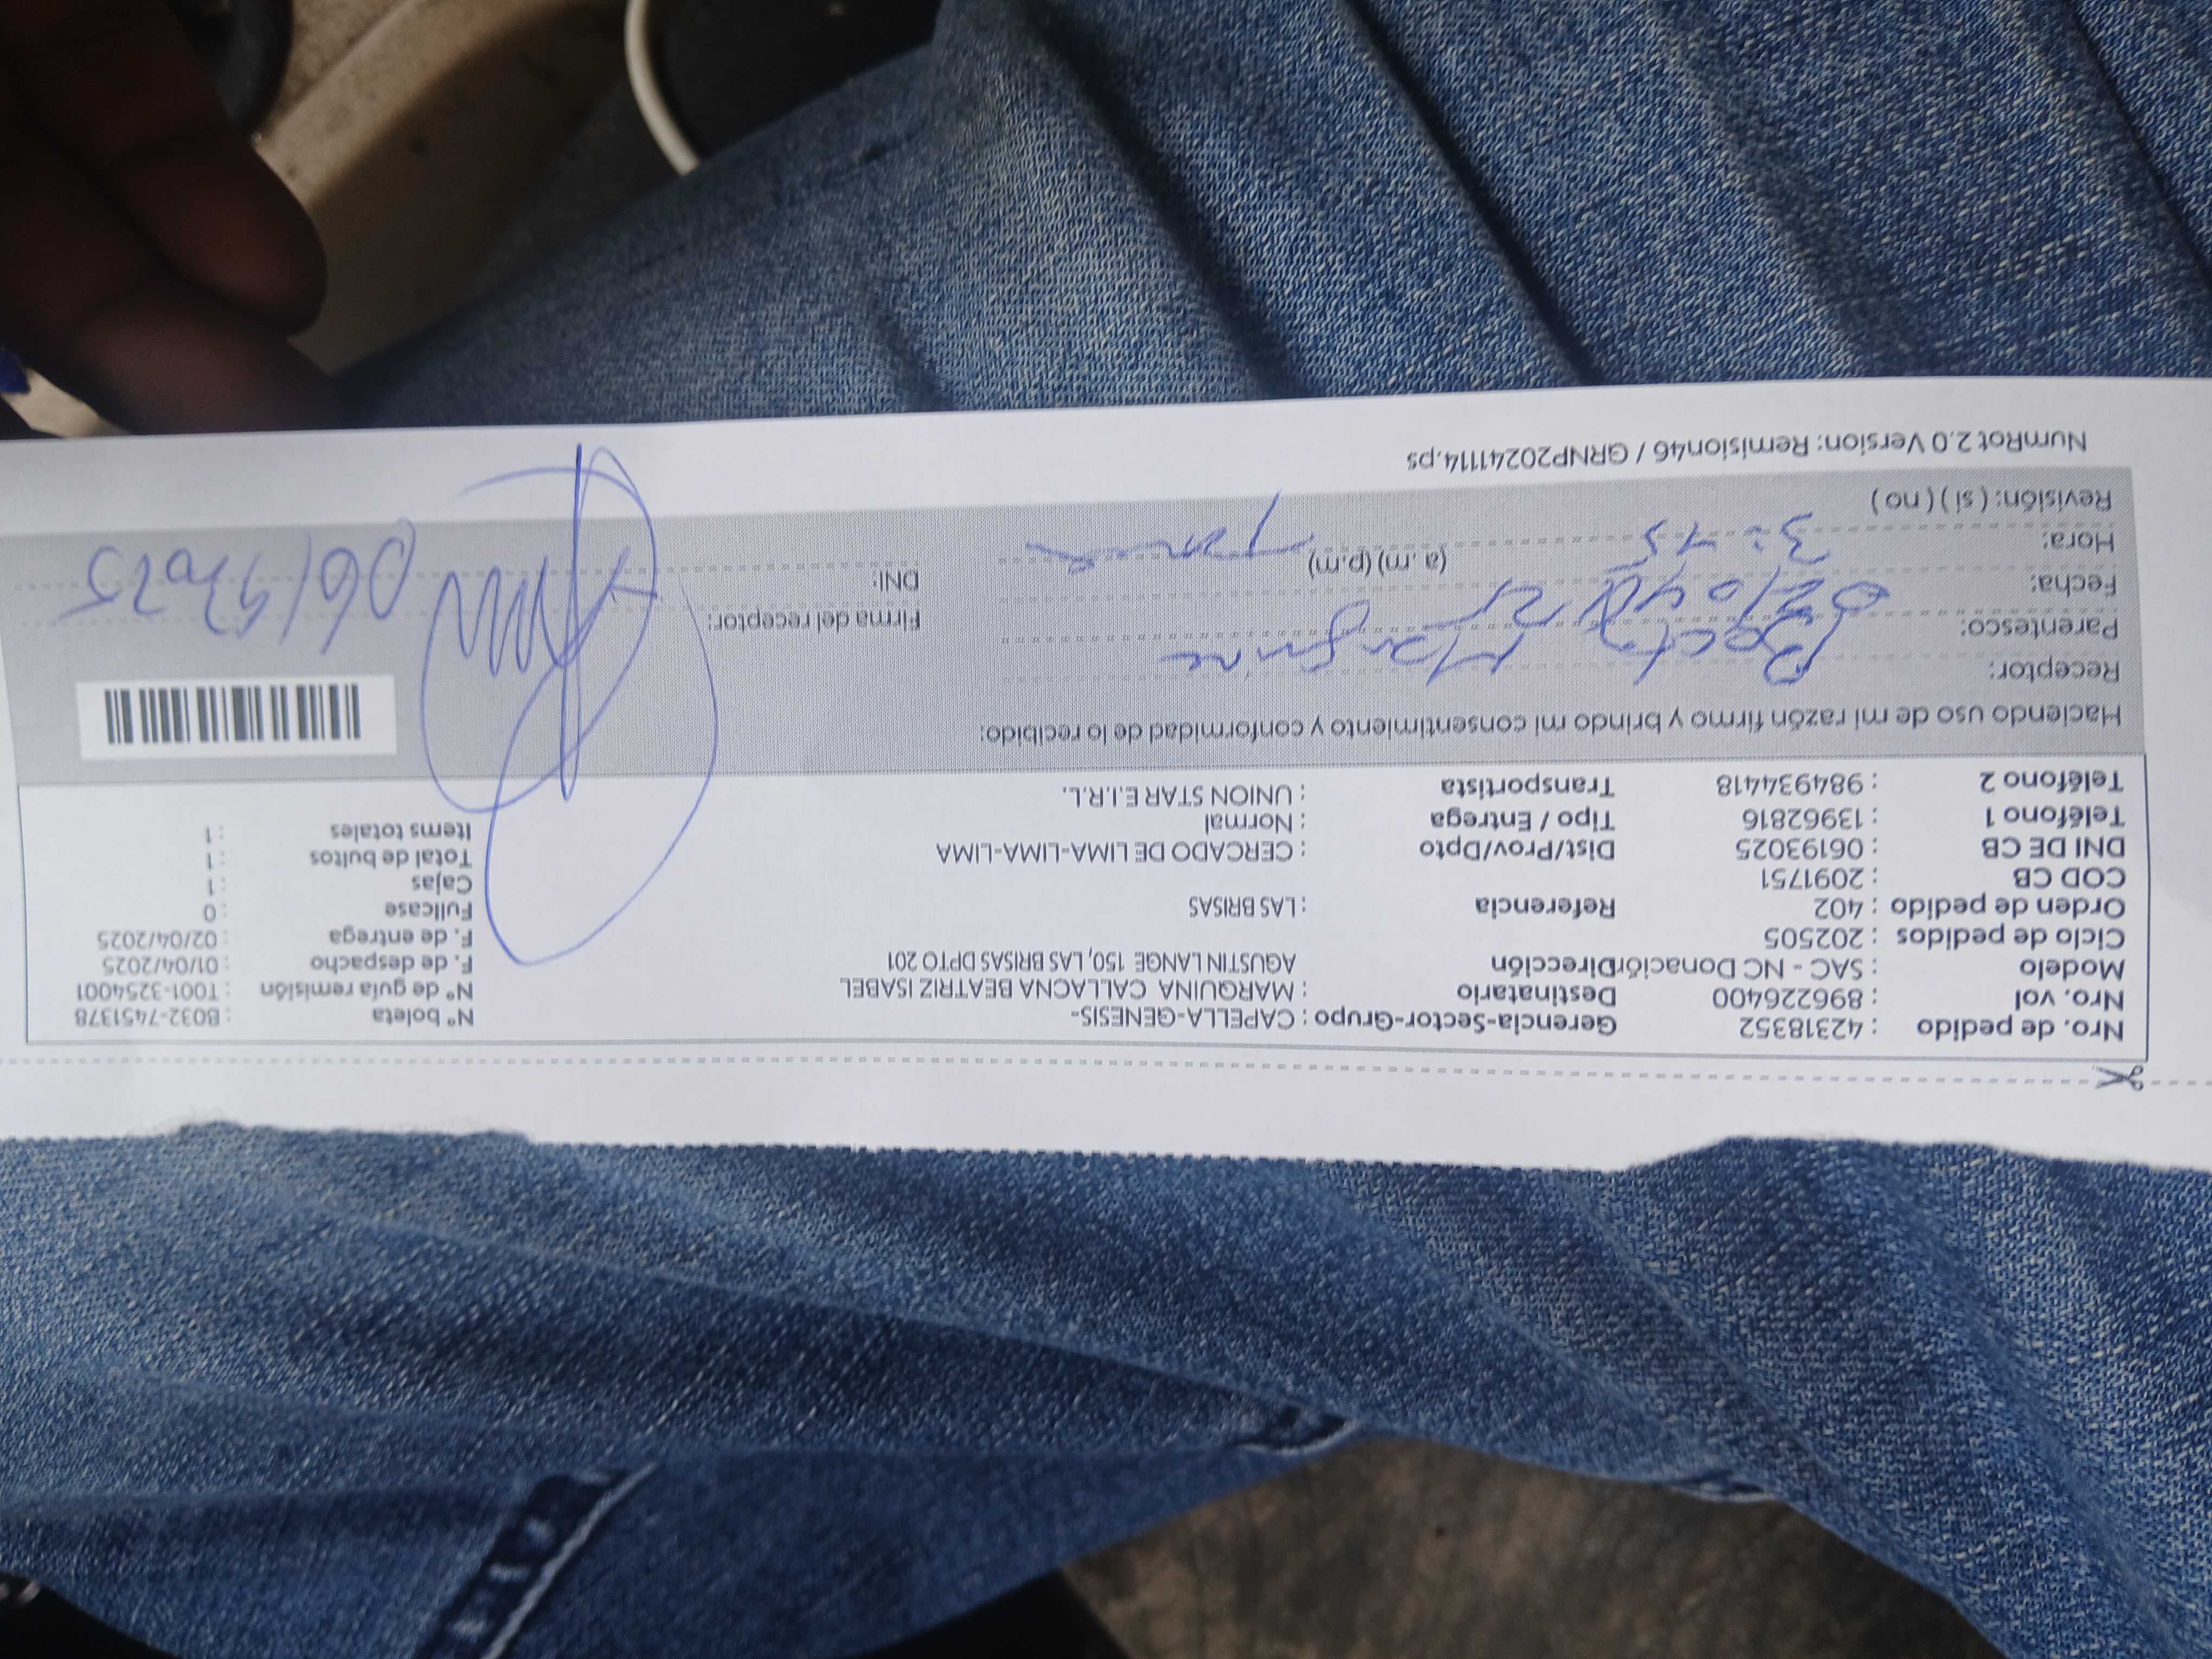 Nro. de pedido : 42318352 Gerencia-Sector-Grupo : CAPELLA-GENESIS- N° boleta : B032-7451378
Nro. vol : 896226400 Destinatario : MARQUINA CALLACNA BEATRIZ ISABEL N° de guía remisión : T001-3254001
Modelo : SAC - NC Donación Dirección AGUSTIN LANGE 150, LAS BRISAS DPTO 201 F. de despacho : 01/04/2025
Ciclo de pedidos : 202505 F. de entrega : 02/04/2025
Orden de pedido : 402 Referencia : LAS BRISAS Fullcase : 0
COD CB : 2091751 Cajas : 1
DNI DE CB : 06193025 Dist/Prov/Dpto : CERCADO DE LIMA-LIMA-LIMA Total de bultos : 1
Teléfono 1 : 13962816 Tipo / Entrega : Normal Items totales : 1
Teléfono 2 : 984934418 Transportista : UNION STAR E.I.R.L.
Haciendo uso de mi razón firmo y brindo mi consentimiento y conformidad de lo recibido:
Receptor:
Parentesco: Firma del receptor:
Fecha: DNI: 06193025
Hora: 3:15 (a.m) (p.m)
Revisión: ( si ) ( no )
NumRot 2.0 Version: Remision46 / GRNP20241114.ps